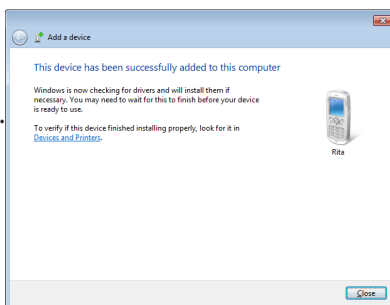 Add a device
This device has been successfully added to this computer
Windows is now checking for drivers and will install them if
necessary. You may need to wait for this to finish before your device
is ready to use.
To verify if this device finished installing properly, look for it in
Devices and Printers.
Rita
Close